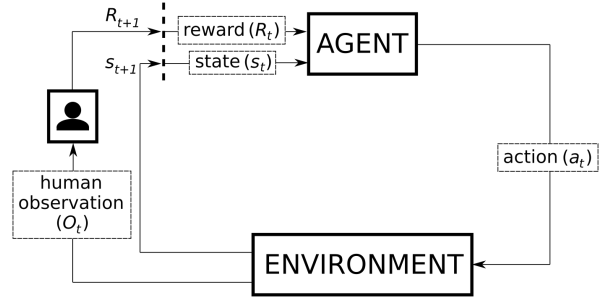 R_{t+1}
reward (R_t)
AGENT
s_{t+1}
state (s_t)
action (a_t)
human
observation
(O_t)
ENVIRONMENT